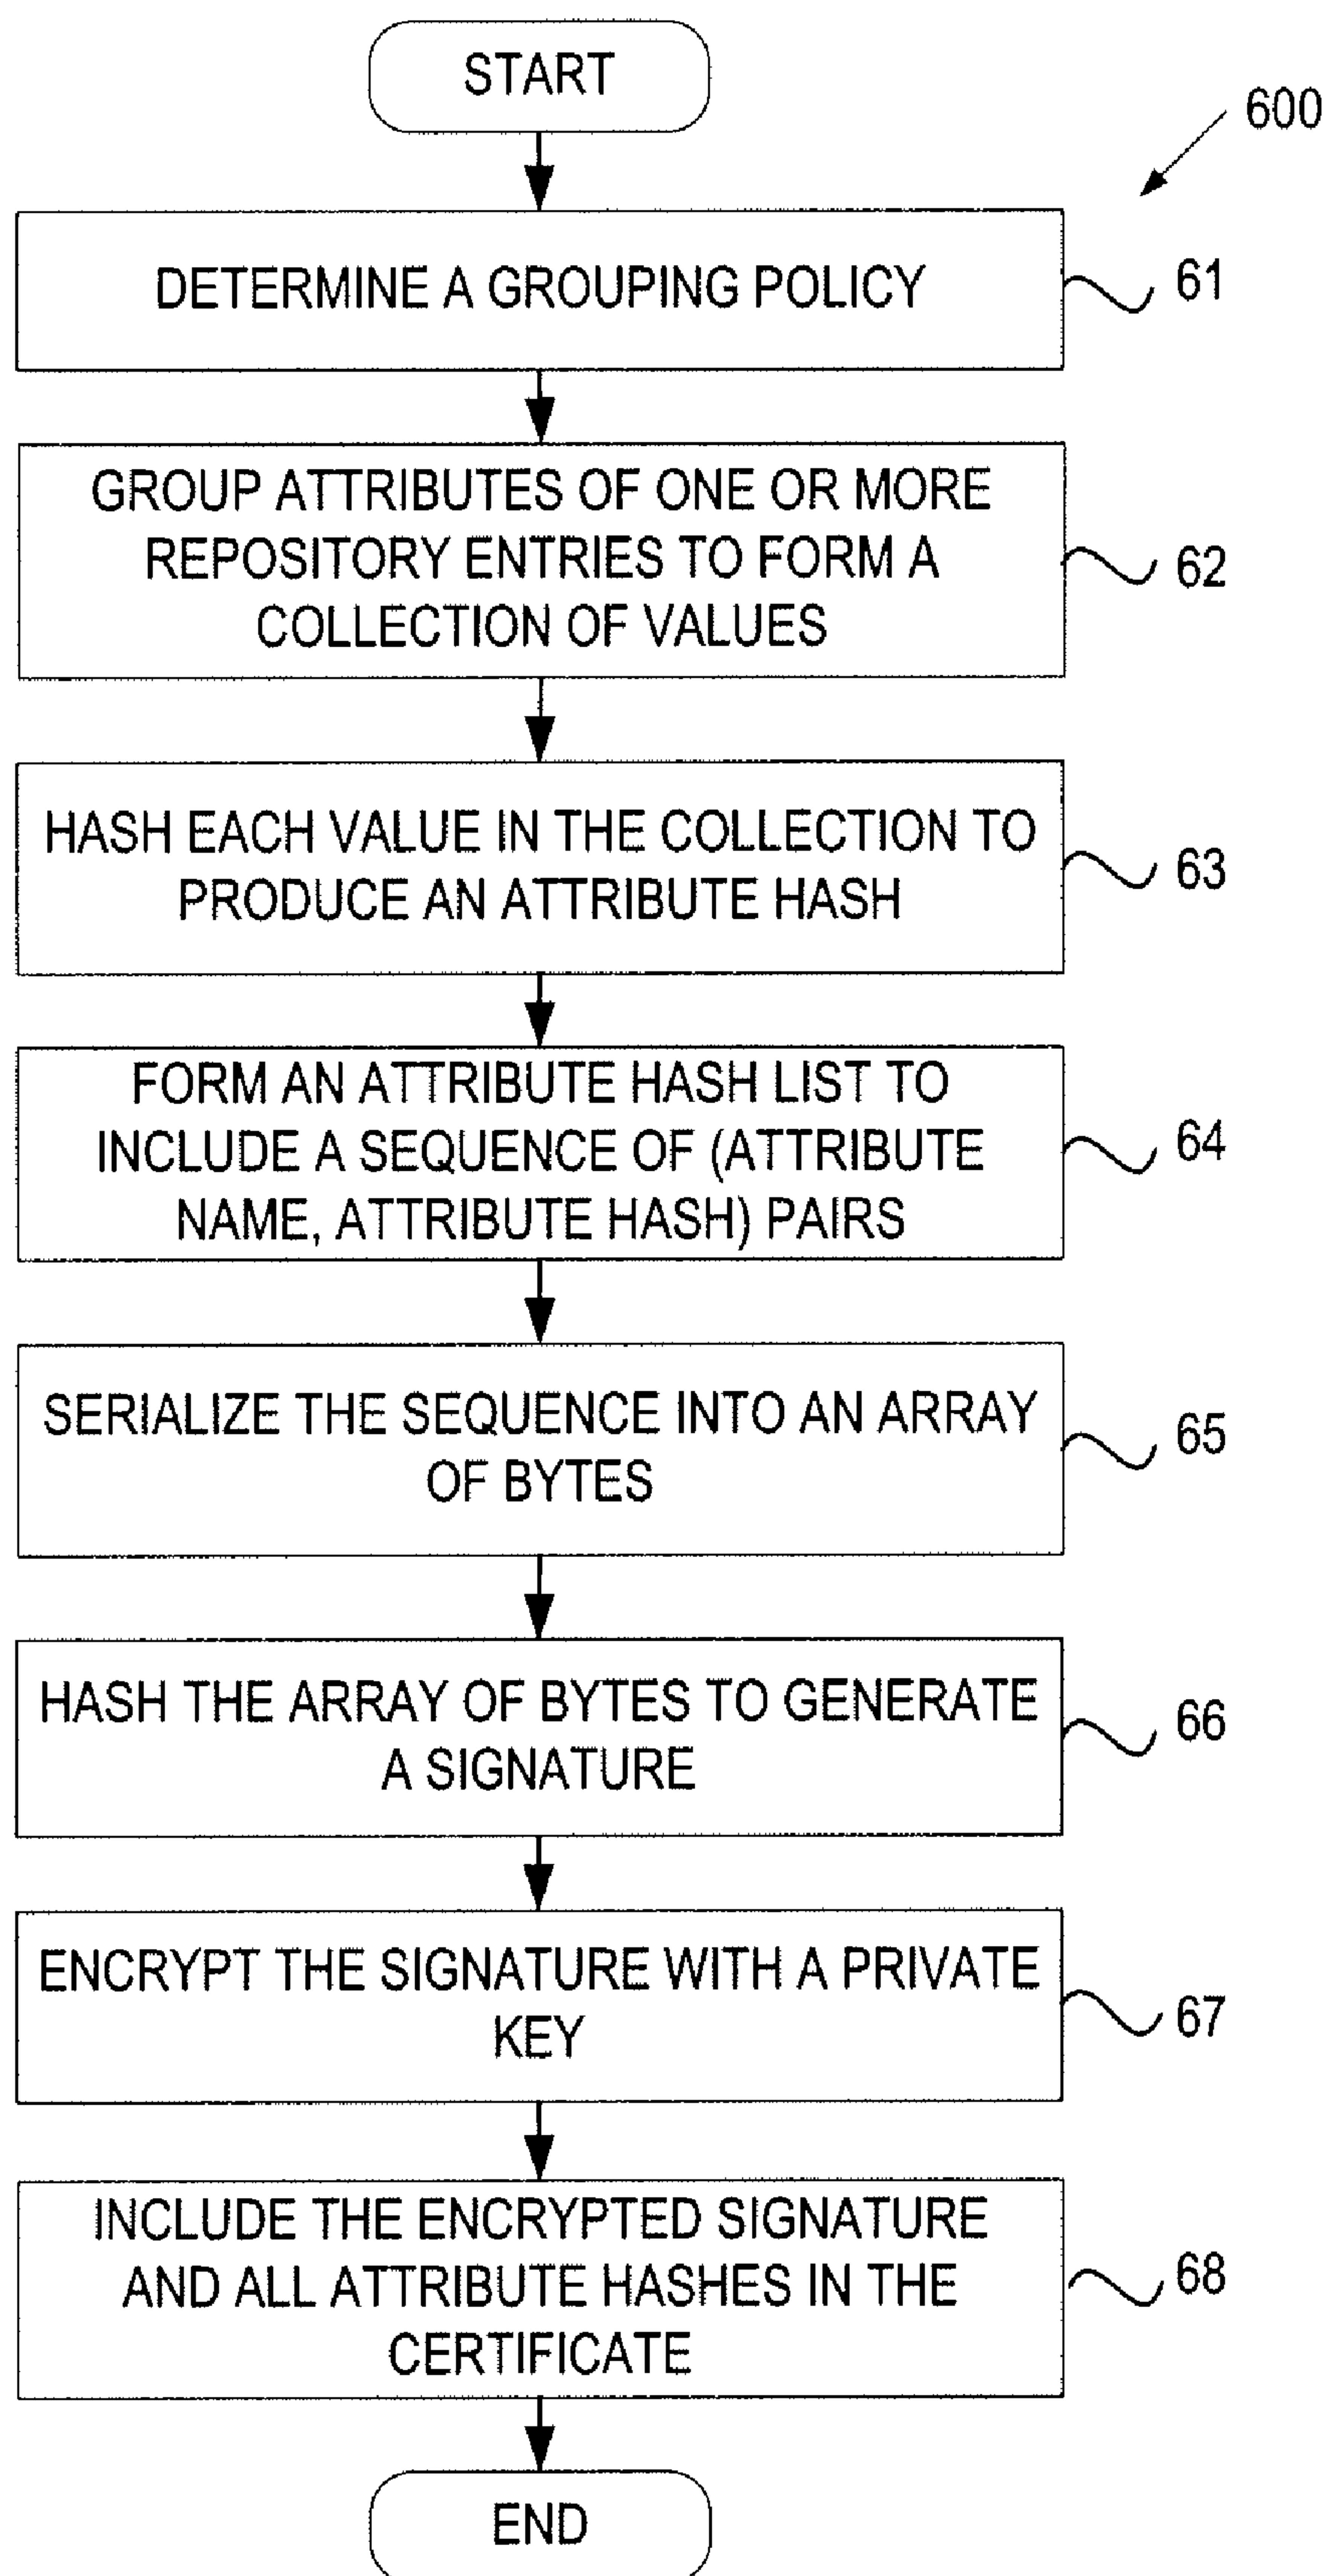 START
600
DETERMINE A GROUPING POLICY
61
GROUP ATTRIBUTES OF ONE OR MORE
REPOSITORY ENTRIES TO FORM A
COLLECTION OF VALUES
62
HASH EACH VALUE IN THE COLLECTION TO
PRODUCE AN ATTRIBUTE HASH
63
FORM AN ATTRIBUTE HASH LIST TO
INCLUDE A SEQUENCE OF (ATTRIBUTE
NAME, ATTRIBUTE HASH) PAIRS
64
SERIALIZE THE SEQUENCE INTO AN ARRAY
OF BYTES
65
HASH THE ARRAY OF BYTES TO GENERATE
A SIGNATURE
66
ENCRYPT THE SIGNATURE WITH A PRIVATE
KEY
67
INCLUDE THE ENCRYPTED SIGNATURE
AND ALL ATTRIBUTE HASHES IN THE
CERTIFICATE
68
END